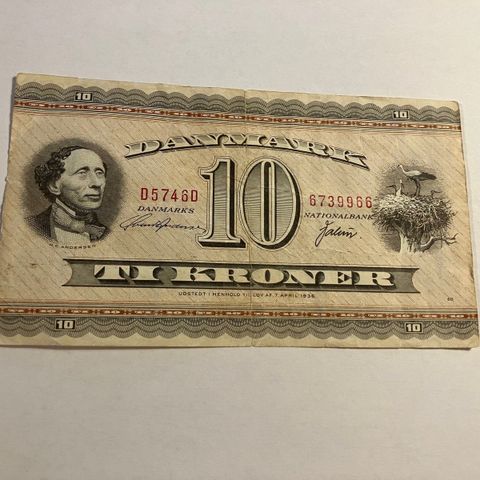 10 10
DANMARK
D5746D 10 6739966
DANMARKS NATIONALBANK
H.C. ANDERSEN
TI KRONER
UDSTEDT I HENHOLD TIL LOV AF 7. APRIL 1936
10 10